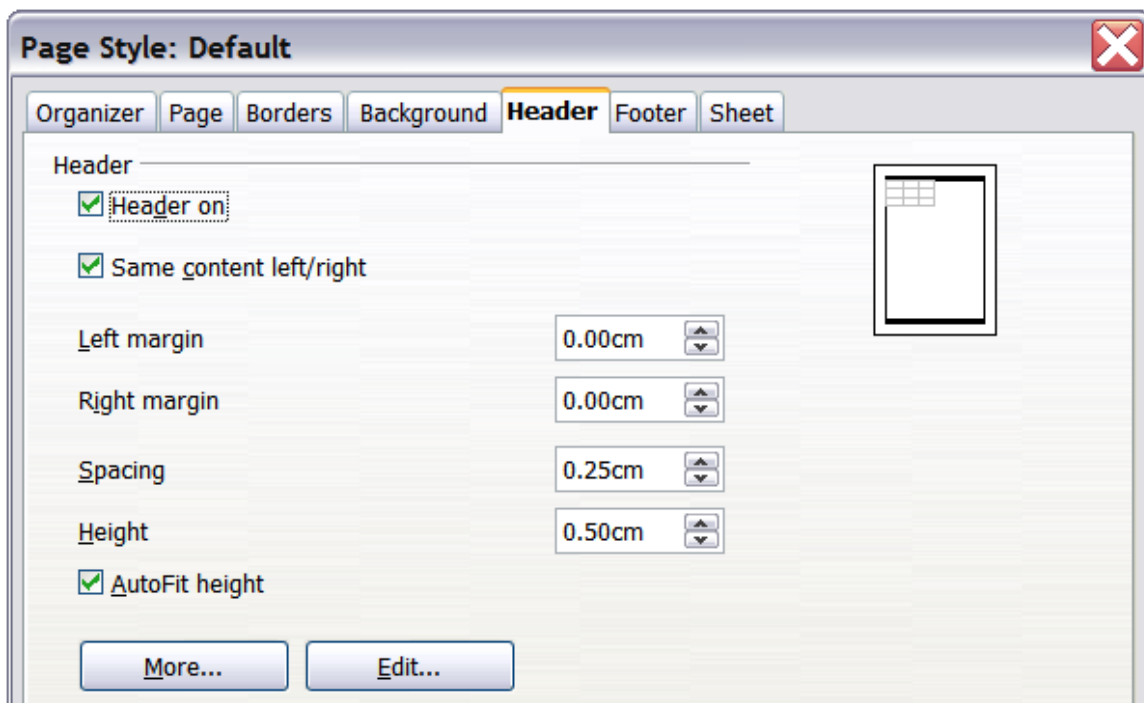 Page Style: Default
Organizer Page Borders Background Header Footer Sheet
Header
Header on
Same content left/right
Left margin 0.00cm
Right margin 0.00cm
Spacing 0.25cm
Height 0.50cm
AutoFit height
More... Edit...